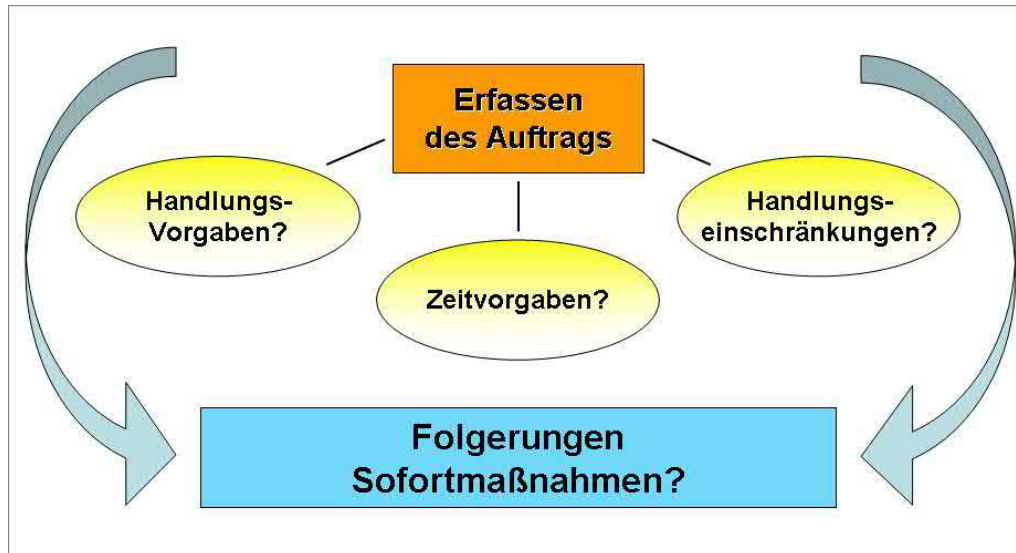 Erfassen
des Auftrags
Handlungs-
Vorgaben?
Handlungs-
einschränkungen?
Zeitvorgaben?
Folgerungen
Sofortmaßnahmen?